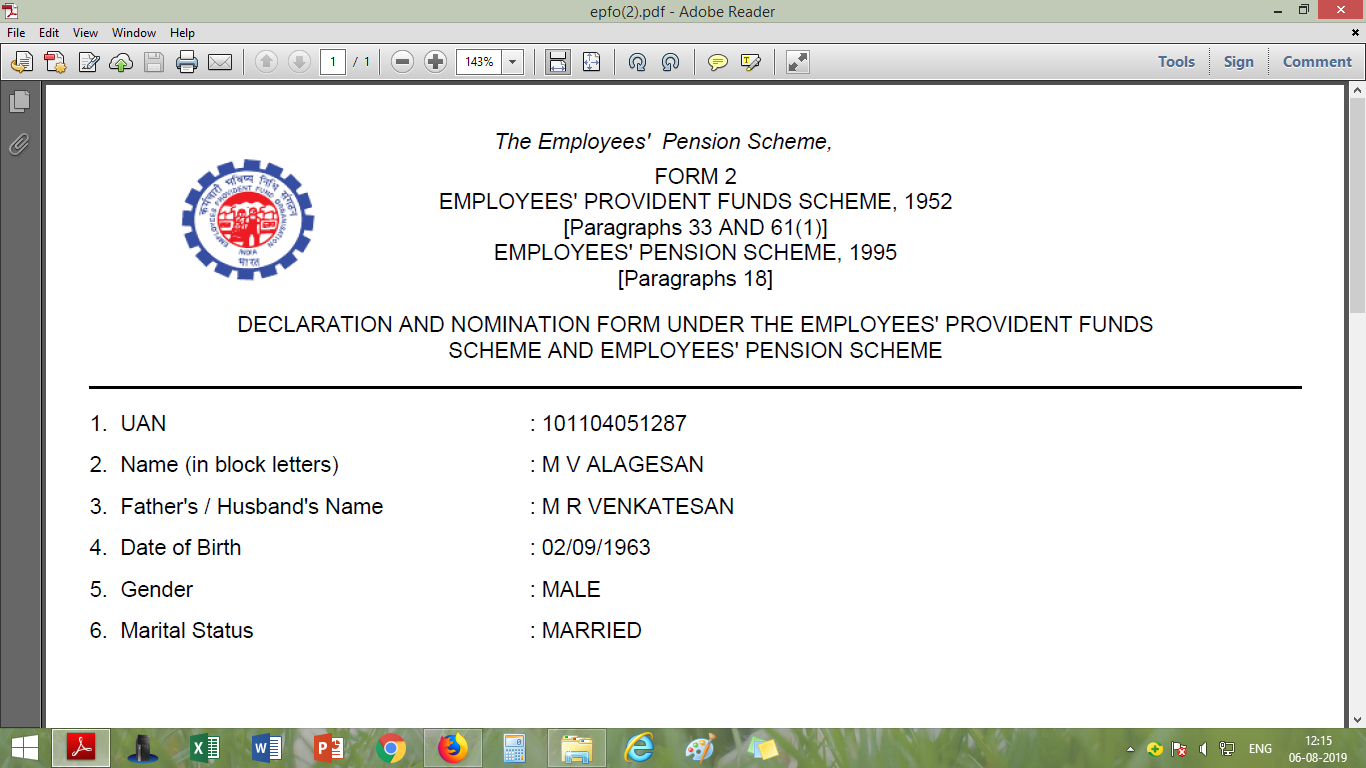 epfo(2).pdf - Adobe Reader
File Edit View Window Help
1 / 1 143% Tools Sign Comment
The Employees' Pension Scheme,
FORM 2
EMPLOYEES' PROVIDENT FUNDS SCHEME, 1952
[Paragraphs 33 AND 61(1)]
EMPLOYEES' PENSION SCHEME, 1995
[Paragraphs 18]
कर्मचारी भविष्य निधि संगठन
EMPLOYEES PROVIDENT FUND ORGANISATION
INDIA
भारत
DECLARATION AND NOMINATION FORM UNDER THE EMPLOYEES' PROVIDENT FUNDS
SCHEME AND EMPLOYEES' PENSION SCHEME
1. UAN : 101104051287
2. Name (in block letters) : M V ALAGESAN
3. Father's / Husband's Name : M R VENKATESAN
4. Date of Birth : 02/09/1963
5. Gender : MALE
6. Marital Status : MARRIED
ENG 12:15
06-08-2019